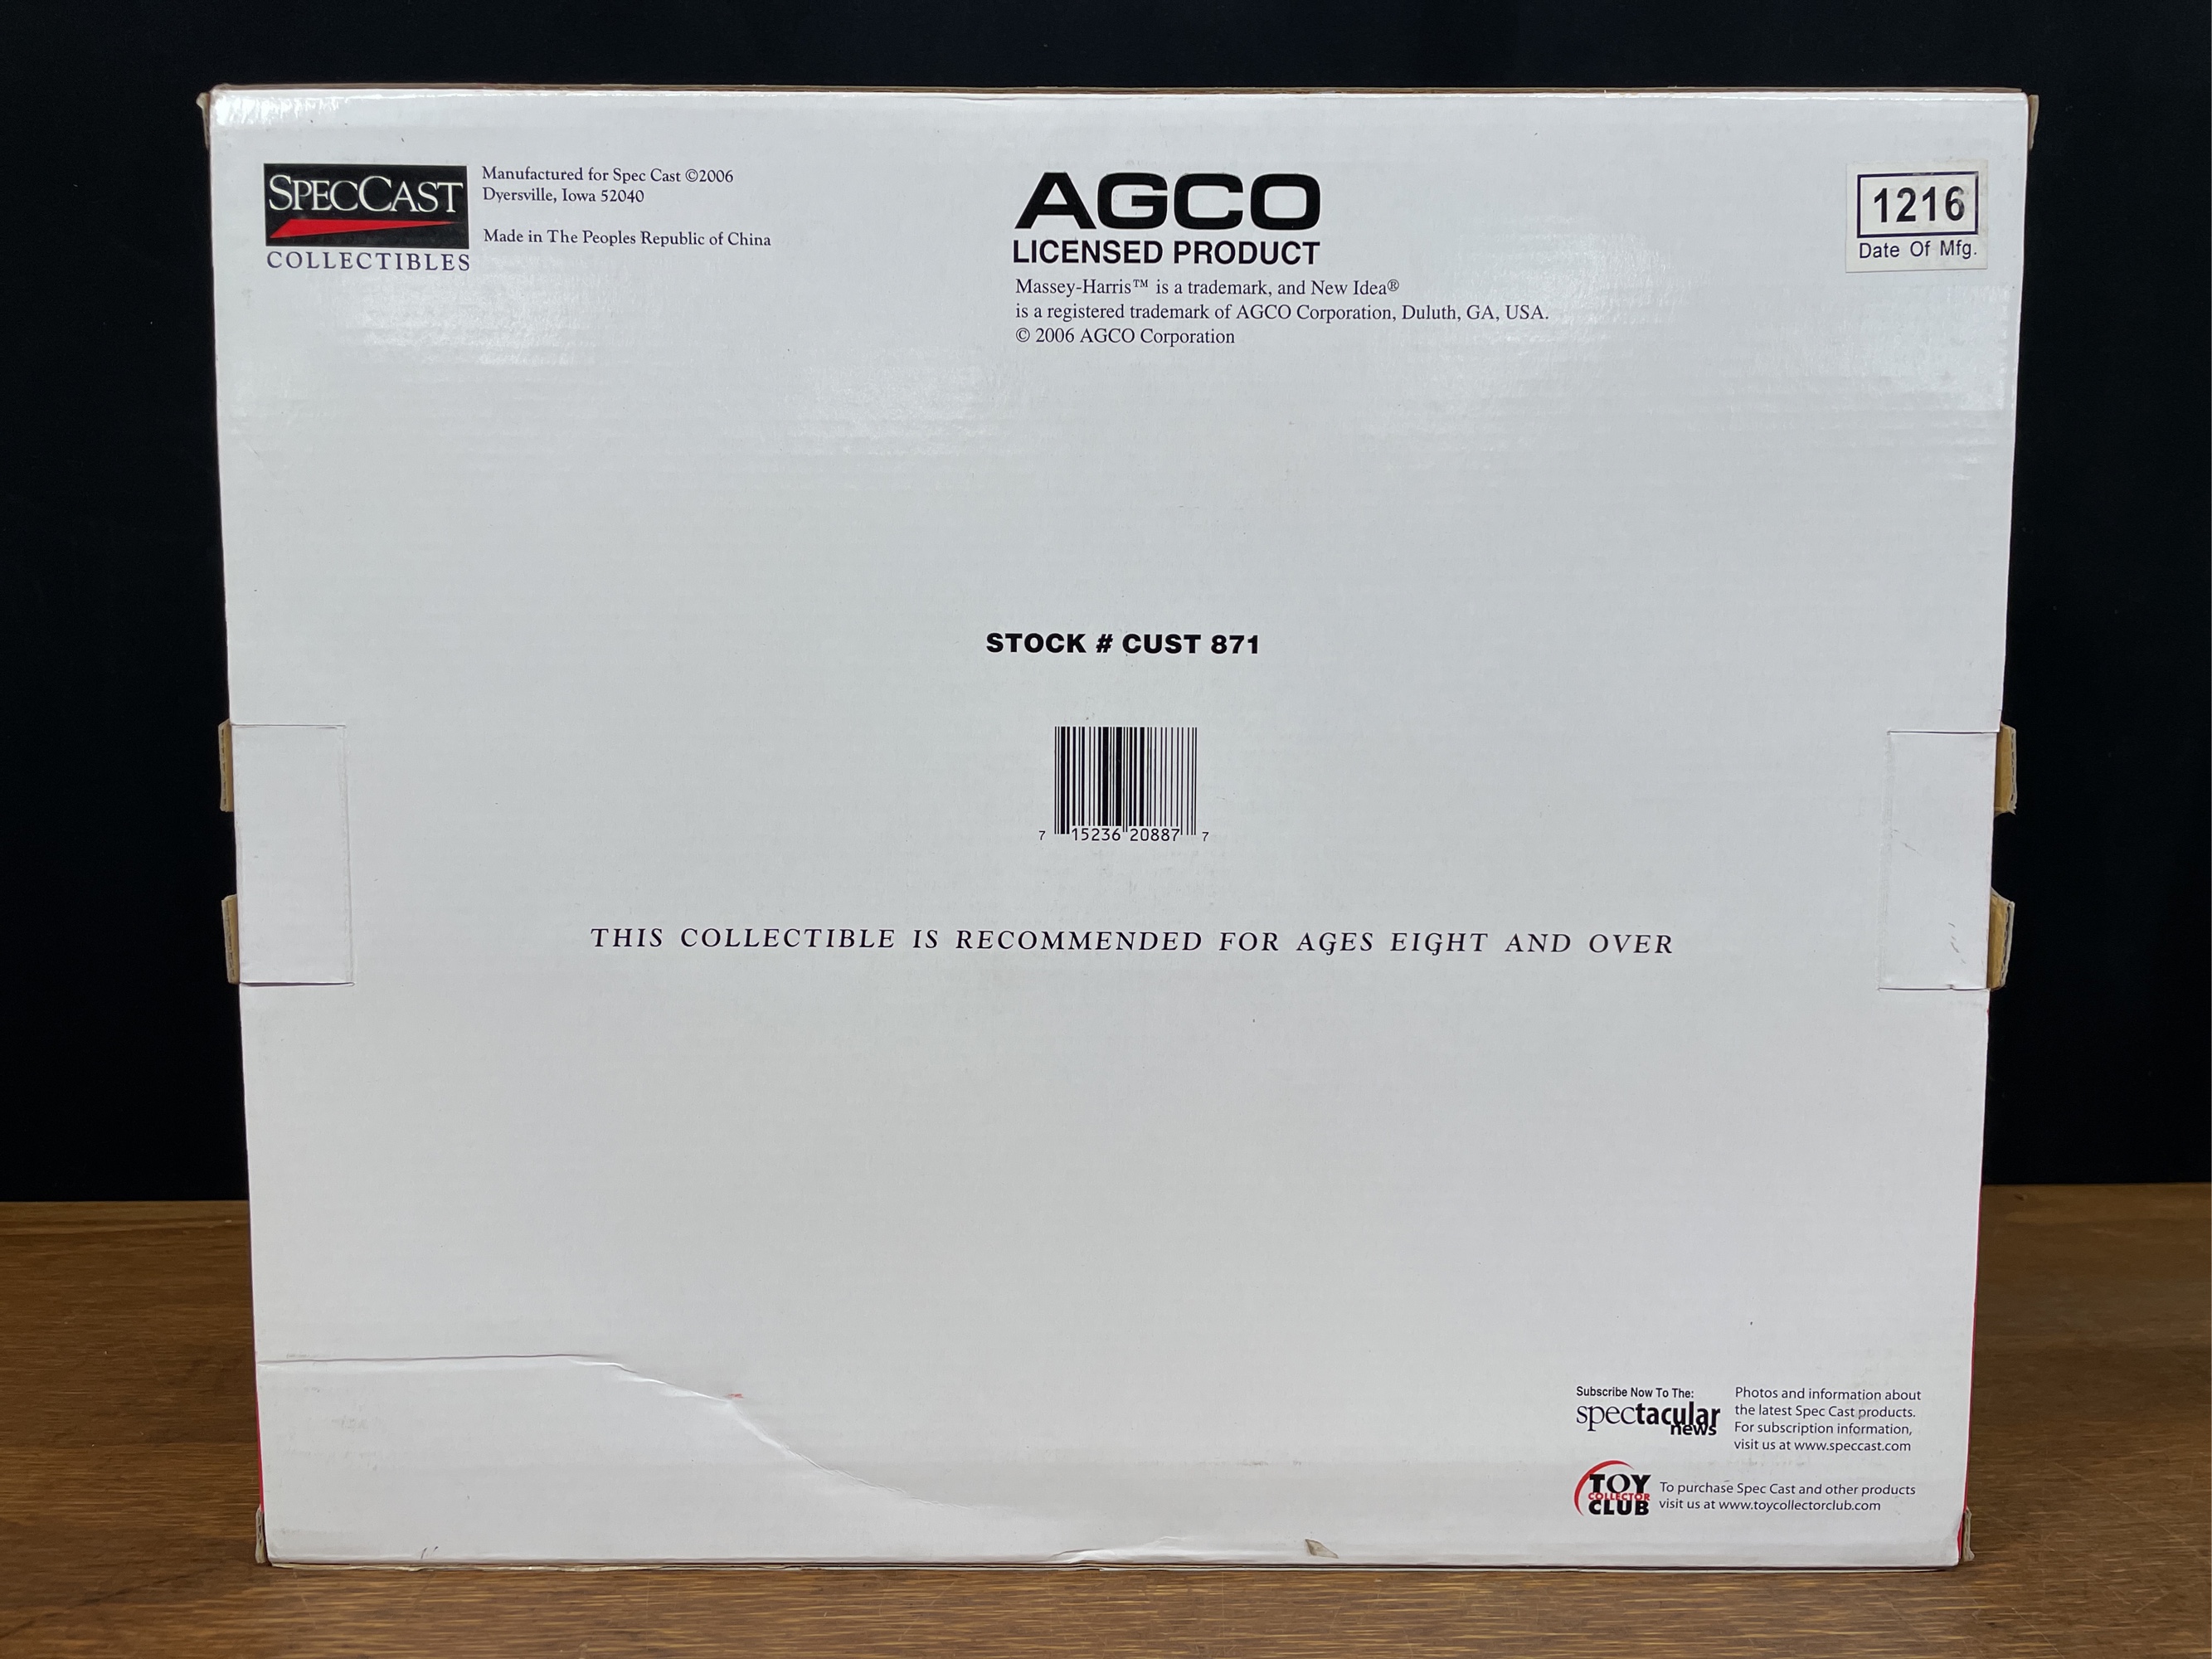 SPECCAST
COLLECTIBLES
Manufactured for Spec Cast ©2006
Dyersville, Iowa 52040
Made in The Peoples Republic of China
AGCO
LICENSED PRODUCT
Massey-Harris™ is a trademark, and New Idea®
is a registered trademark of AGCO Corporation, Duluth, GA, USA.
© 2006 AGCO Corporation
1216
Date Of Mfg.
STOCK # CUST 871
7 15236 20887 7
THIS COLLECTIBLE IS RECOMMENDED FOR AGES EIGHT AND OVER
Subscribe Now To The:
spectacular
news
Photos and information about
the latest Spec Cast products.
For subscription information,
visit us at www.speccast.com
TOY
COLLECTOR
CLUB
To purchase Spec Cast and other products
visit us at www.toycollectorclub.com